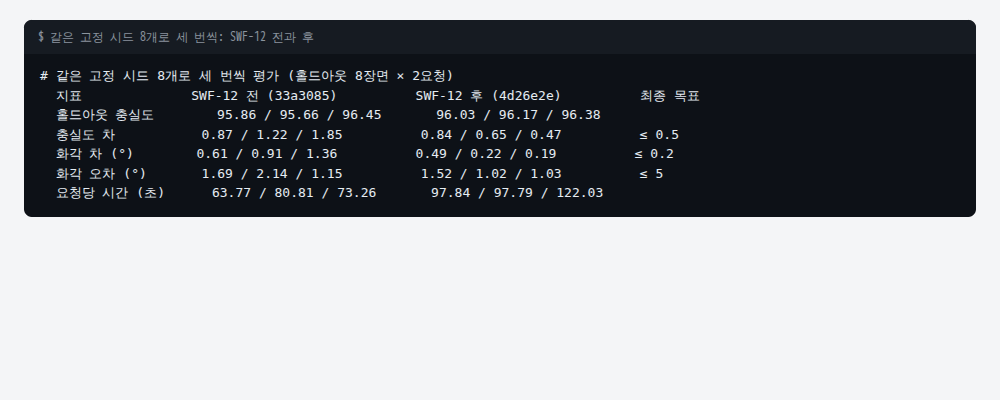 $ 같은 고정 시드 8개로 세 번씩: SWF-12 전과 후
# 같은 고정 시드 8개로 세 번씩 평가 (홀드아웃 8장면 × 2요청)
지표 SWF-12 전 (33a3085) SWF-12 후 (4d26e2e) 최종 목표
홀드아웃 충실도 95.86 / 95.66 / 96.45 96.03 / 96.17 / 96.38
충실도 차 0.87 / 1.22 / 1.85 0.84 / 0.65 / 0.47 ≤ 0.5
화각 차 (°) 0.61 / 0.91 / 1.36 0.49 / 0.22 / 0.19 ≤ 0.2
화각 오차 (°) 1.69 / 2.14 / 1.15 1.52 / 1.02 / 1.03 ≤ 5
요청당 시간 (초) 63.77 / 80.81 / 73.26 97.84 / 97.79 / 122.03